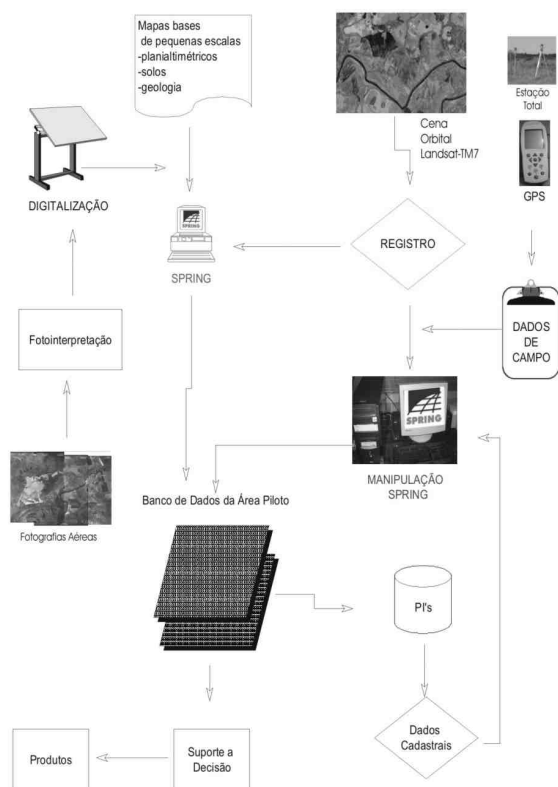 Mapas bases
de pequenas escalas
-planialtimétricos
-solos
-geologia
Cena
Orbital
Landsat-TM7
Estação
Total
GPS
DIGITALIZAÇÃO
SPRING
SPRING
REGISTRO
DADOS
DE
CAMPO
Fotointerpretação
SPRING
MANIPULAÇÃO
SPRING
Fotografias Aéreas
Banco de Dados da Área Piloto
PI's
Dados
Cadastrais
Suporte a
Decisão
Produtos